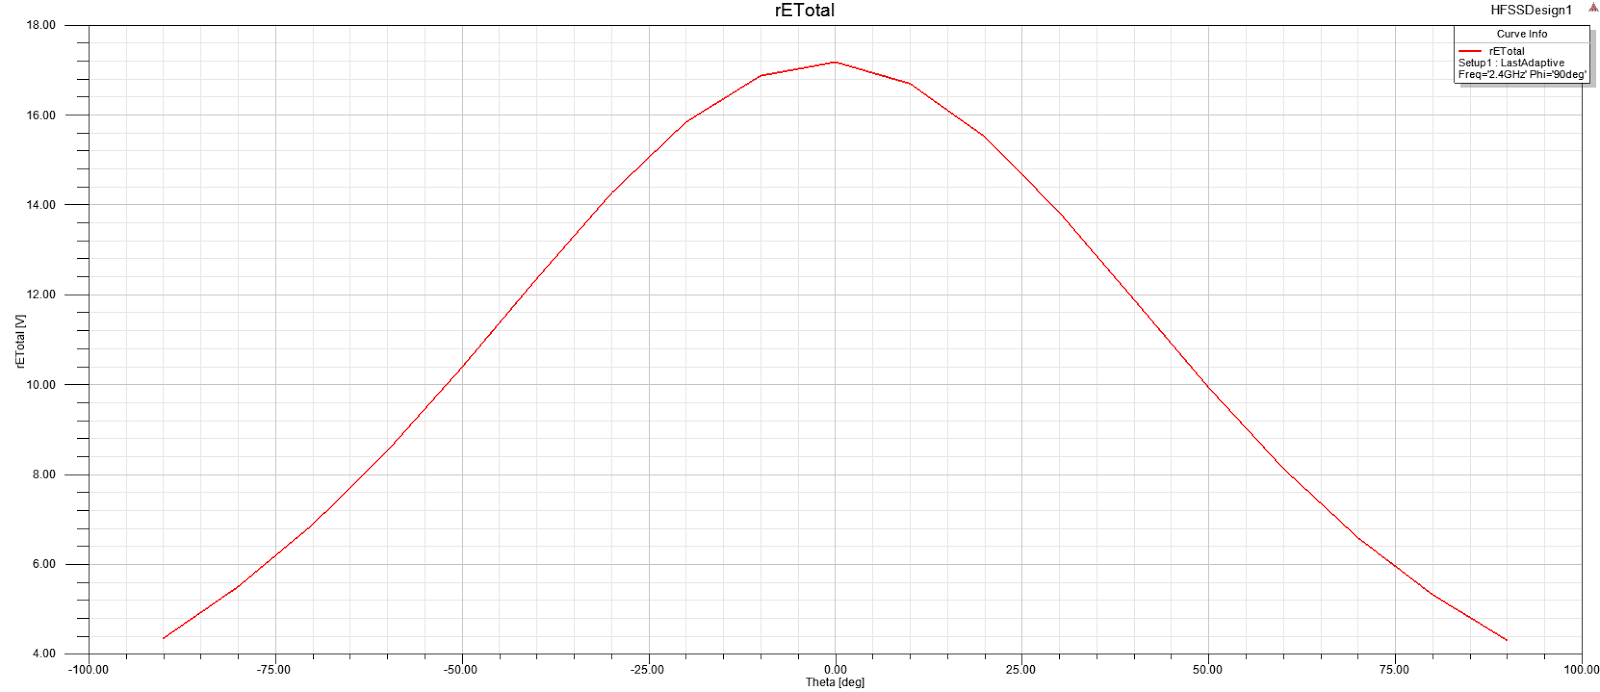 rETotal
HFSSDesign1
18.00
Curve Info
rETotal
Setup1 : LastAdaptive
Freq='2.4GHz' Phi='90deg'
16.00
14.00
12.00
rETotal [V]
10.00
8.00
6.00
4.00
-100.00 -75.00 -50.00 -25.00 0.00 25.00 50.00 75.00 100.00
Theta [deg]